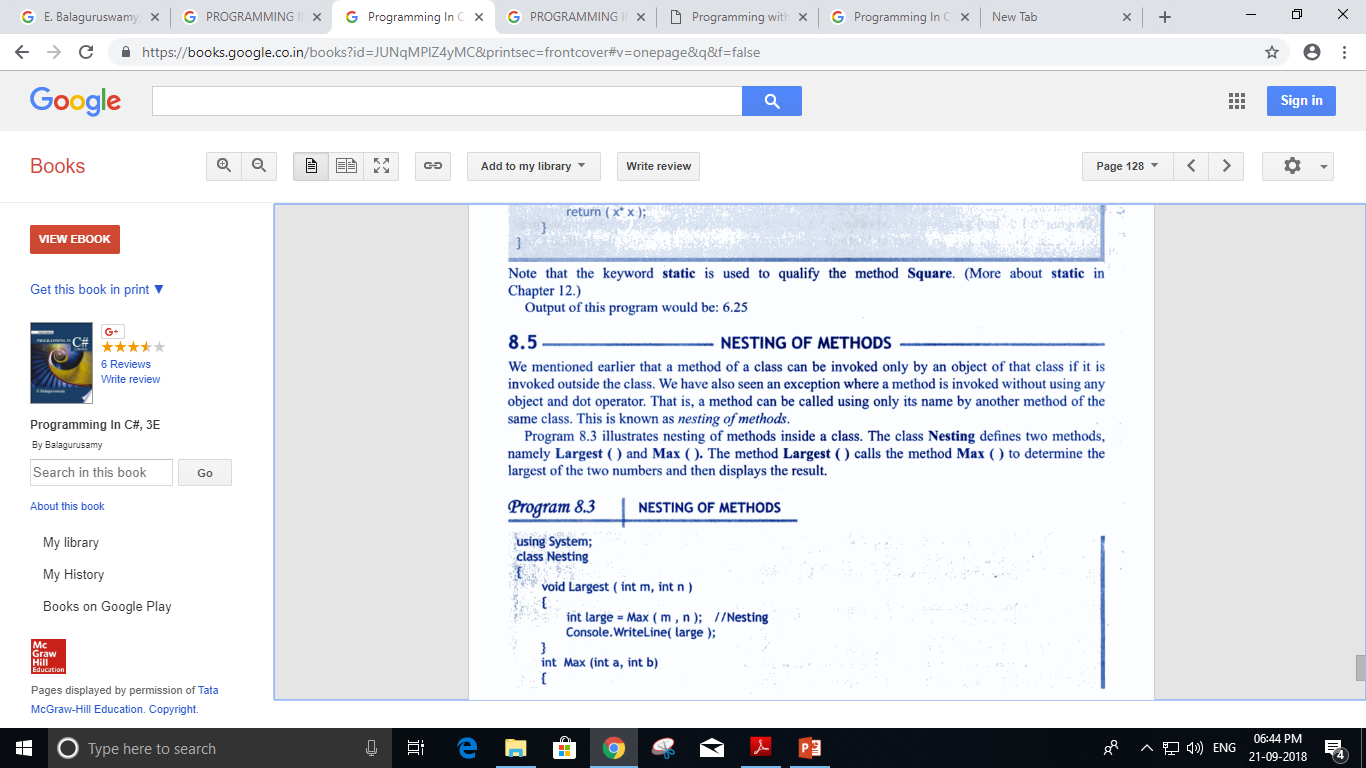 E. Balaguruswamy,
PROGRAMMING IN
Programming In C
PROGRAMMING IN
Programming with
Programming In C
New Tab
https://books.google.co.in/books?id=JUNqMPlZ4yMC&printsec=frontcover#v=onepage&q&f=false
Google
Sign in
Books
Add to my library
Write review
Page 128
VIEW EBOOK
Get this book in print ▼
PROGRAMMING IN C#
E Balagurusamy
G+
6 Reviews
Write review
Programming In C#, 3E
By Balagurusamy
Search in this book
Go
About this book
My library
My History
Books on Google Play
Mc
Graw
Hill
Education
Pages displayed by permission of Tata
McGraw-Hill Education. Copyright.
return ( x* x );
}
}
Note that the keyword static is used to qualify the method Square. (More about static in
Chapter 12.)
Output of this program would be: 6.25
8.5 NESTING OF METHODS
We mentioned earlier that a method of a class can be invoked only by an object of that class if it is
invoked outside the class. We have also seen an exception where a method is invoked without using any
object and dot operator. That is, a method can be called using only its name by another method of the
same class. This is known as nesting of methods.
Program 8.3 illustrates nesting of methods inside a class. The class Nesting defines two methods,
namely Largest ( ) and Max ( ). The method Largest ( ) calls the method Max ( ) to determine the
largest of the two numbers and then displays the result.
Program 8.3 NESTING OF METHODS
using System;
class Nesting
{
void Largest ( int m, int n )
{
int large = Max ( m , n ); //Nesting
Console.WriteLine( large );
}
int Max (int a, int b)
{
Type here to search
ENG
06:44 PM
21-09-2018
4